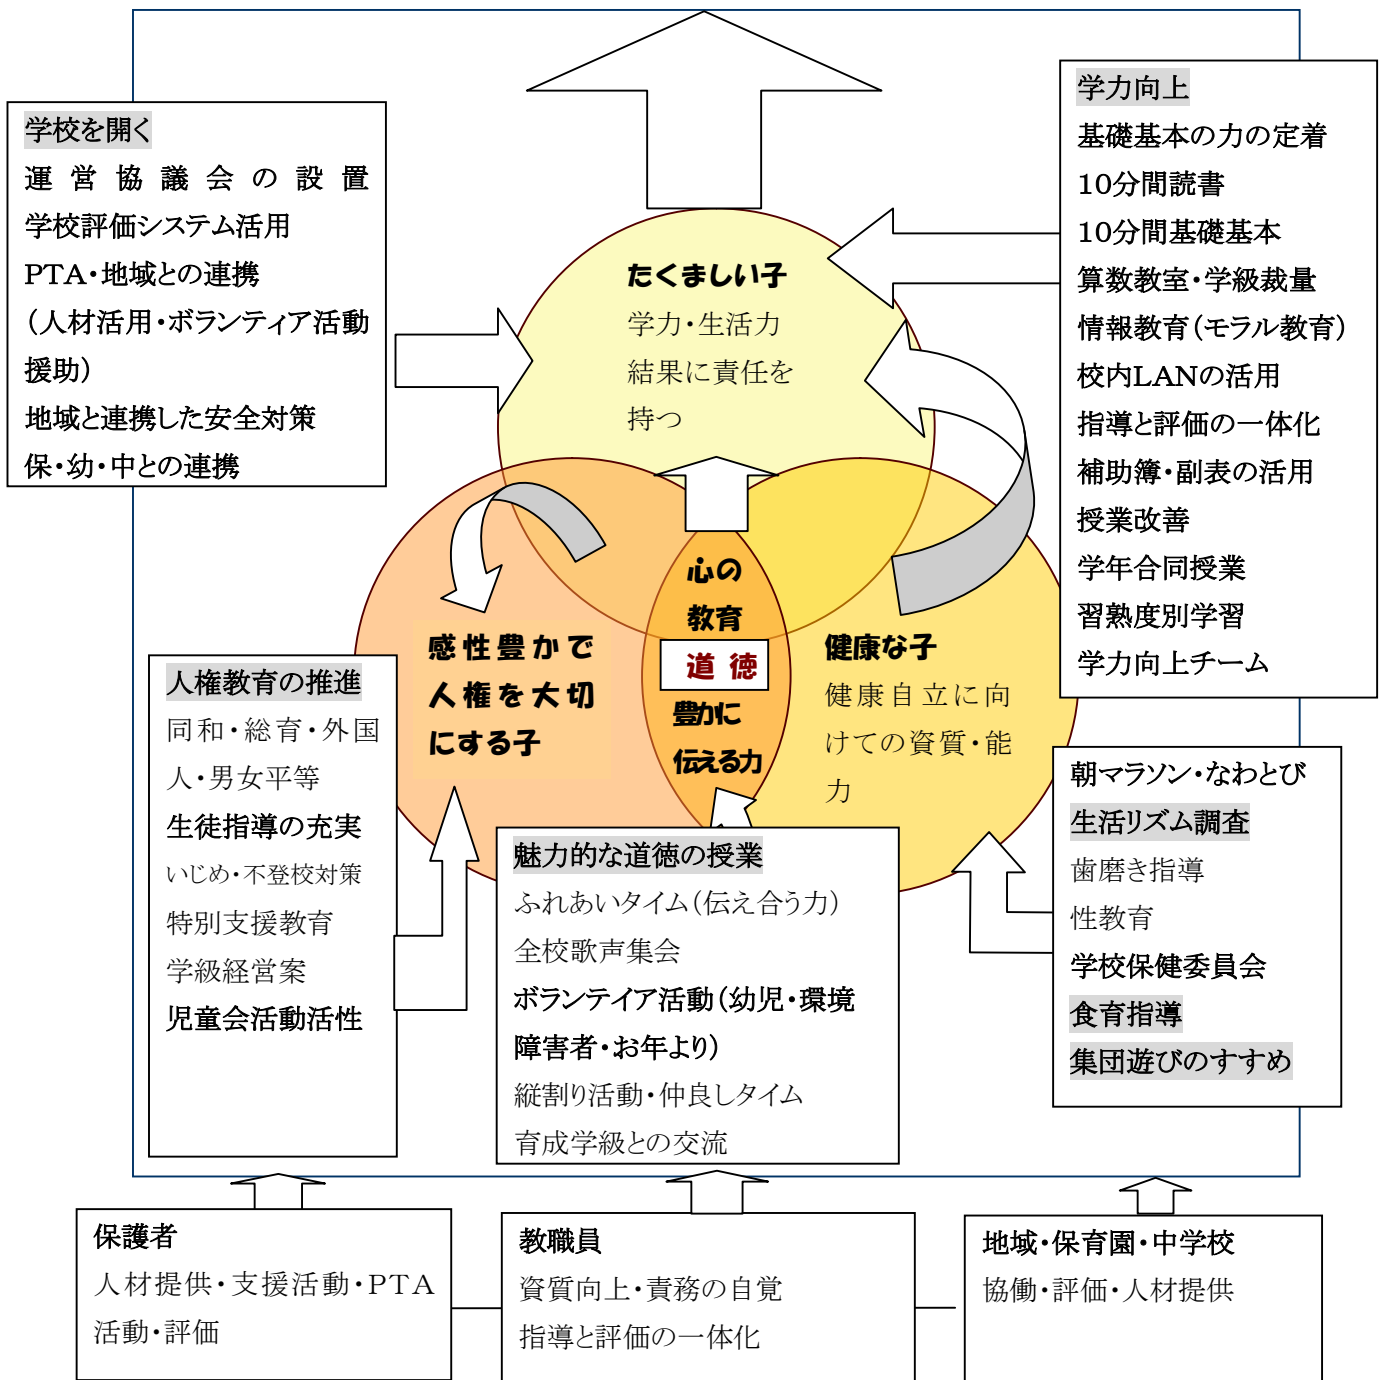 学校を開く
運営協議会の設置
学校評価システム活用
PTA・地域との連携
（人材活用・ボランティア活動
援助）
地域と連携した安全対策
保・幼・中との連携
学力向上
基礎基本の力の定着
10分間読書
10分間基礎基本
算数教室・学級裁量
情報教育（モラル教育）
校内LANの活用
指導と評価の一体化
補助簿・副表の活用
授業改善
学年合同授業
習熟度別学習
学力向上チーム
たくましい子
学力・生活力
結果に責任を
持つ
心の
教育
道徳
豊かに
伝える力
感性豊かで
人権を大切
にする子
健康な子
健康自立に向
けての資質・能
力
人権教育の推進
同和・総育・外国
人・男女平等
生徒指導の充実
いじめ・不登校対策
特別支援教育
学級経営案
児童会活動活性
魅力的な道徳の授業
ふれあいタイム（伝え合う力）
全校歌声集会
ボランテイア活動（幼児・環境
障害者・お年より）
縦割り活動・仲良しタイム
育成学級との交流
朝マラソン・なわとび
生活リズム調査
歯磨き指導
性教育
学校保健委員会
食育指導
集団遊びのすすめ
保護者
人材提供・支援活動・PTA
活動・評価
教職員
資質向上・責務の自覚
指導と評価の一体化
地域・保育園・中学校
協働・評価・人材提供